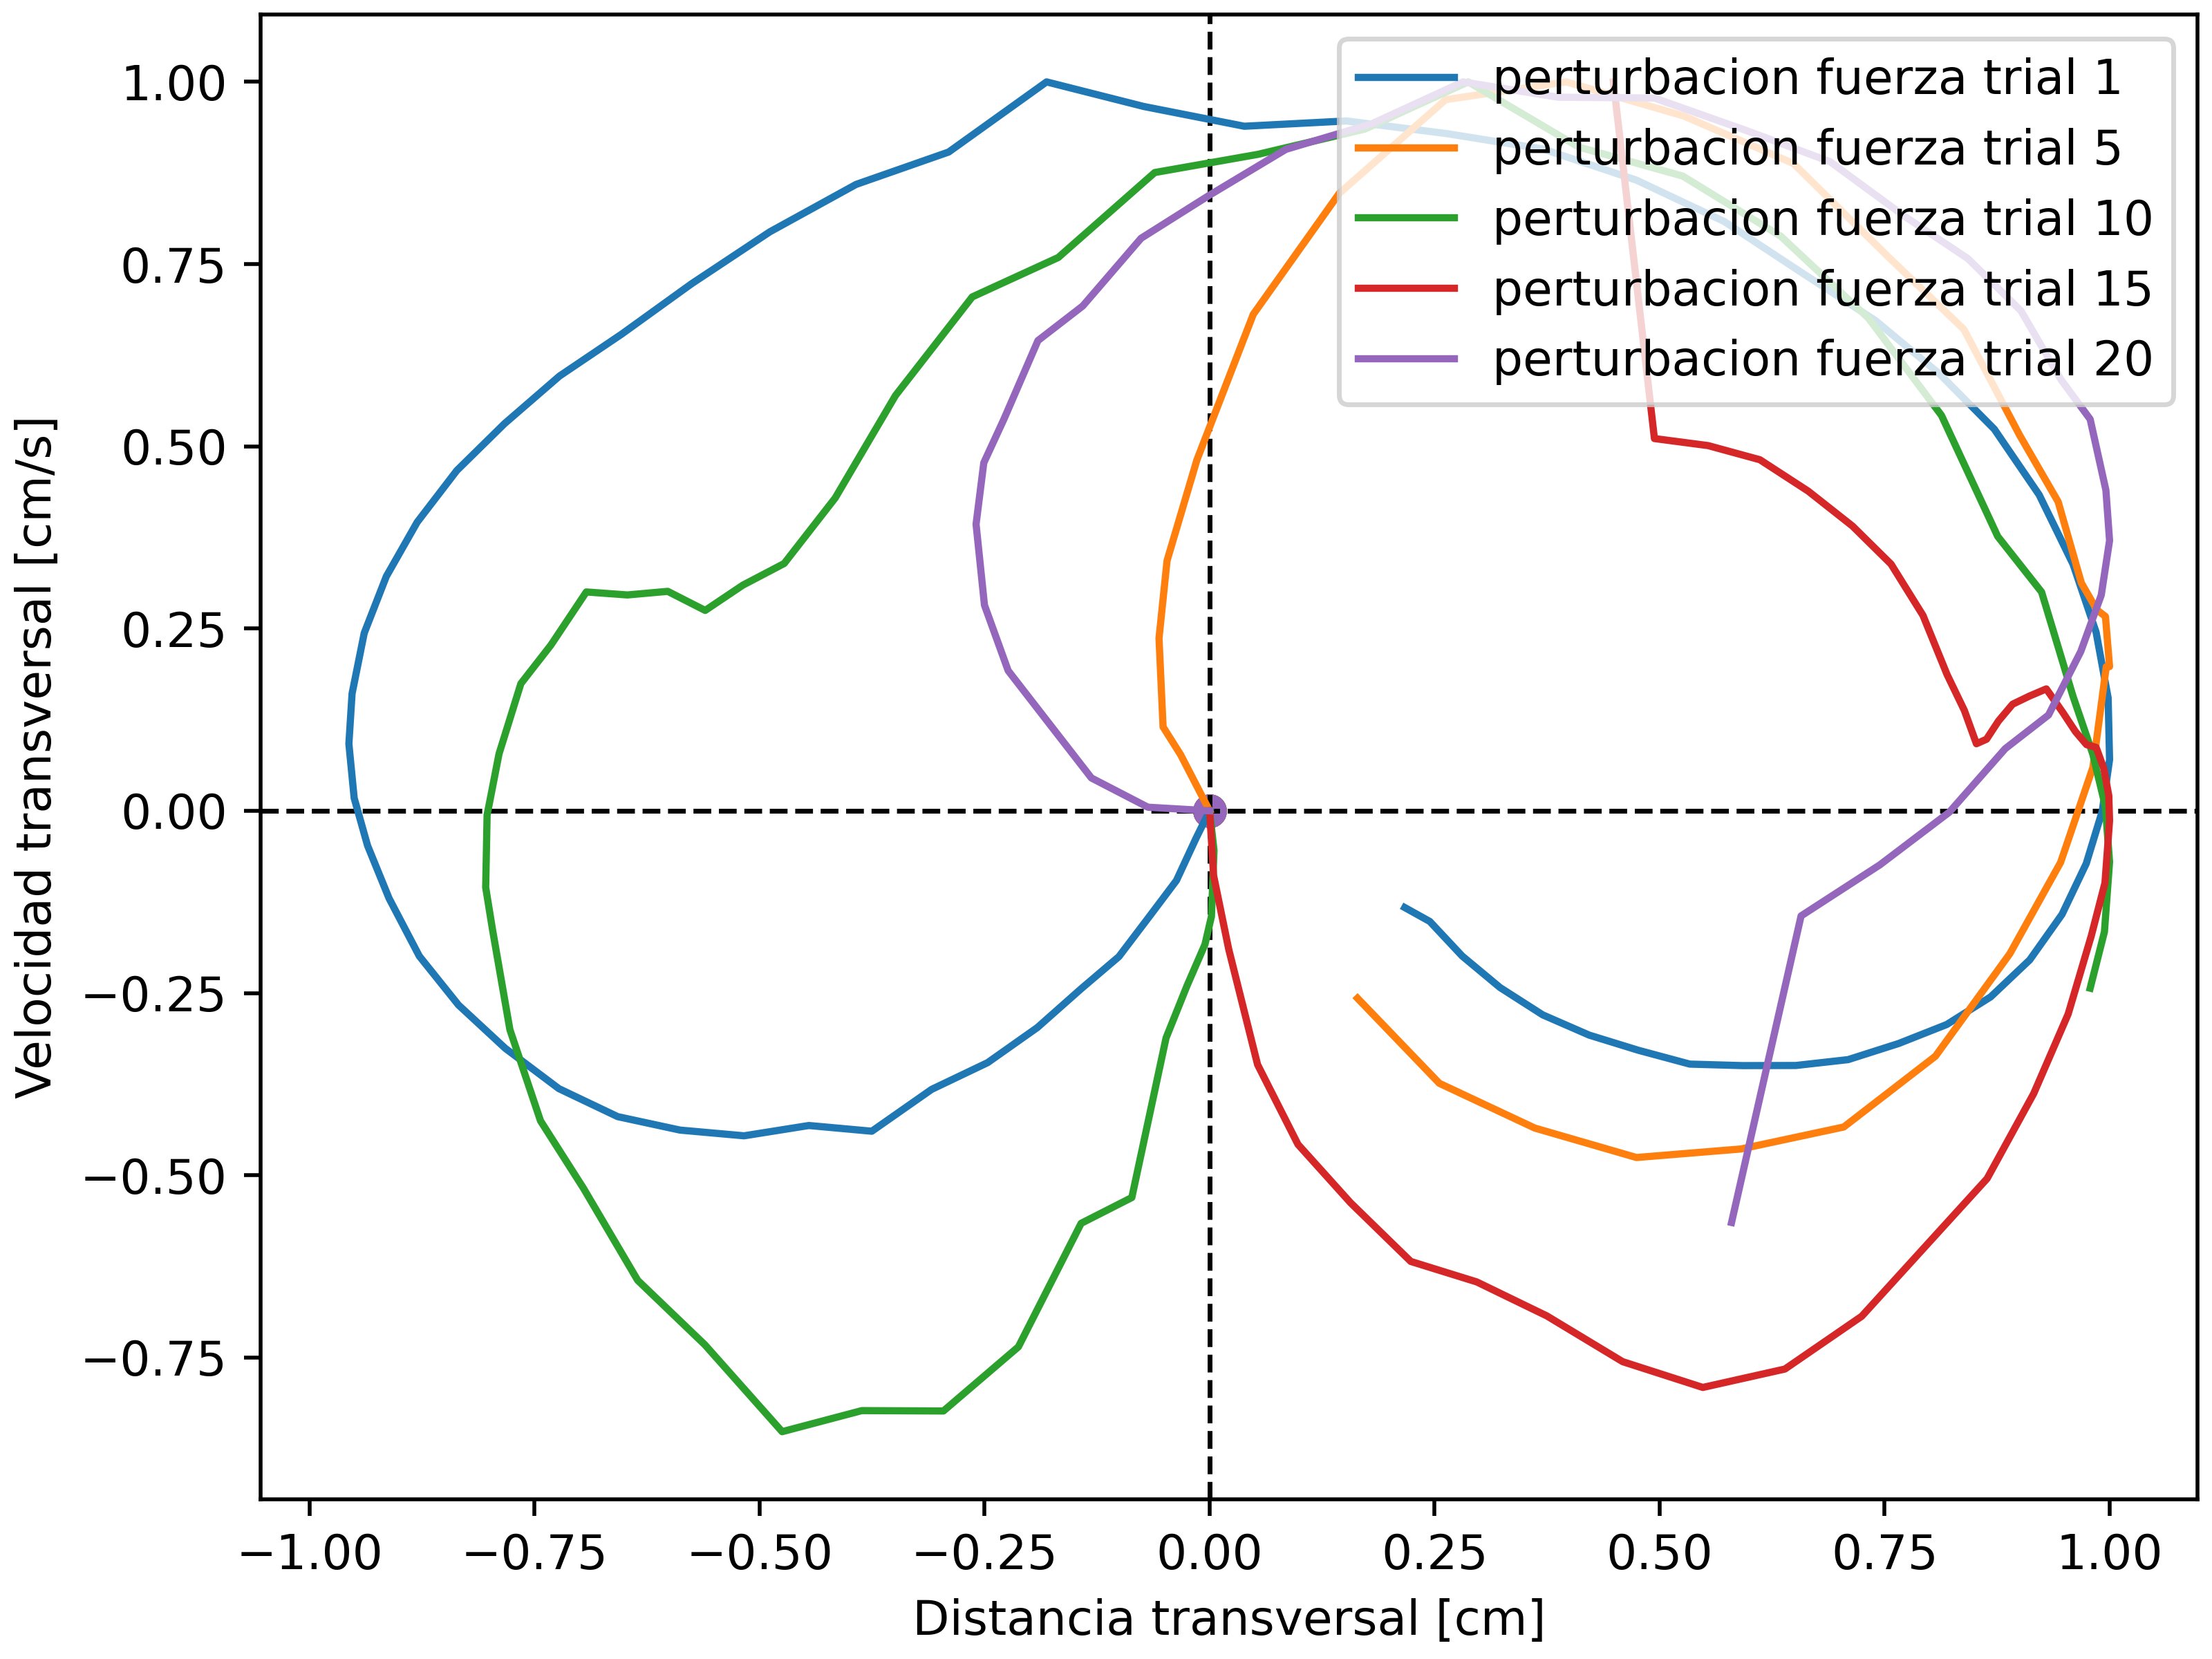 perturbacion fuerza trial 1
perturbacion fuerza trial 5
perturbacion fuerza trial 10
perturbacion fuerza trial 15
perturbacion fuerza trial 20
1.00
0.75
0.50
0.25
0.00
−0.25
−0.50
−0.75
Velocidad transversal [cm/s]
−1.00 −0.75 −0.50 −0.25 0.00 0.25 0.50 0.75 1.00
Distancia transversal [cm]